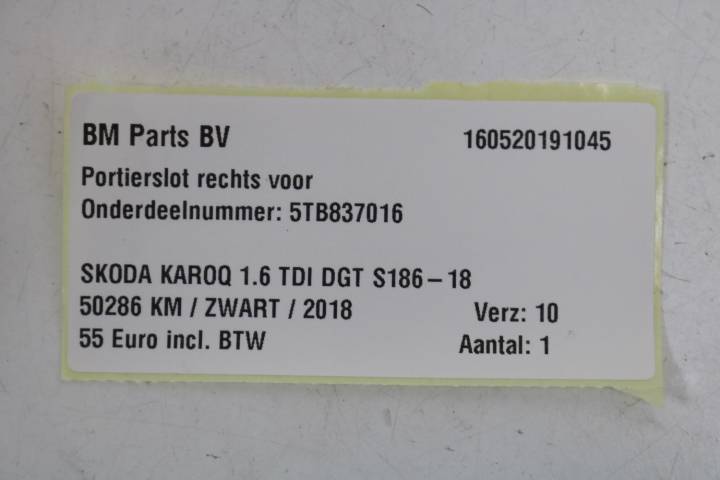 BM Parts BV 160520191045
Portierslot rechts voor
Onderdeelnummer: 5TB837016
SKODA KAROQ 1.6 TDI DGT S186-18
50286 KM / ZWART / 2018 Verz: 10
55 Euro incl. BTW Aantal: 1